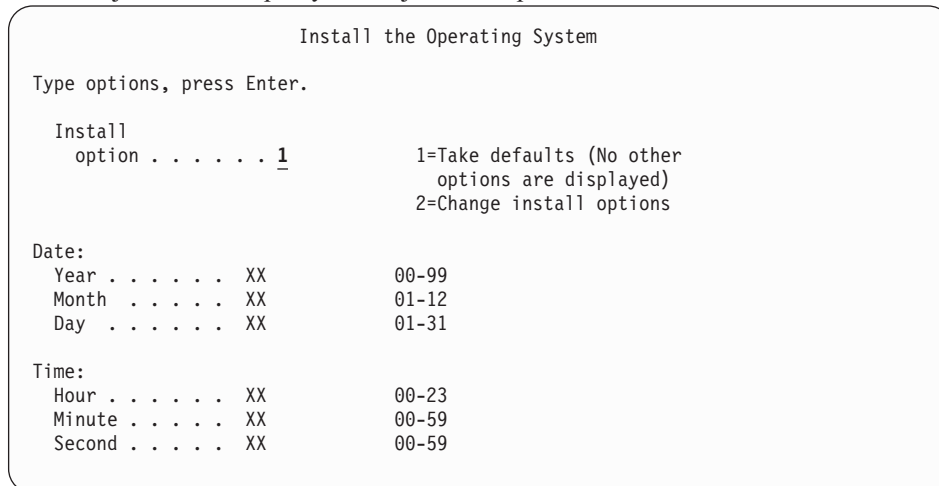 Install the Operating System
Type options, press Enter.
Install
option . . . . . . 1 1=Take defaults (No other
options are displayed)
2=Change install options
Date:
Year . . . . . . XX 00-99
Month . . . . . XX 01-12
Day . . . . . . XX 01-31
Time:
Hour . . . . . . XX 00-23
Minute . . . . . XX 00-59
Second . . . . . XX 00-59